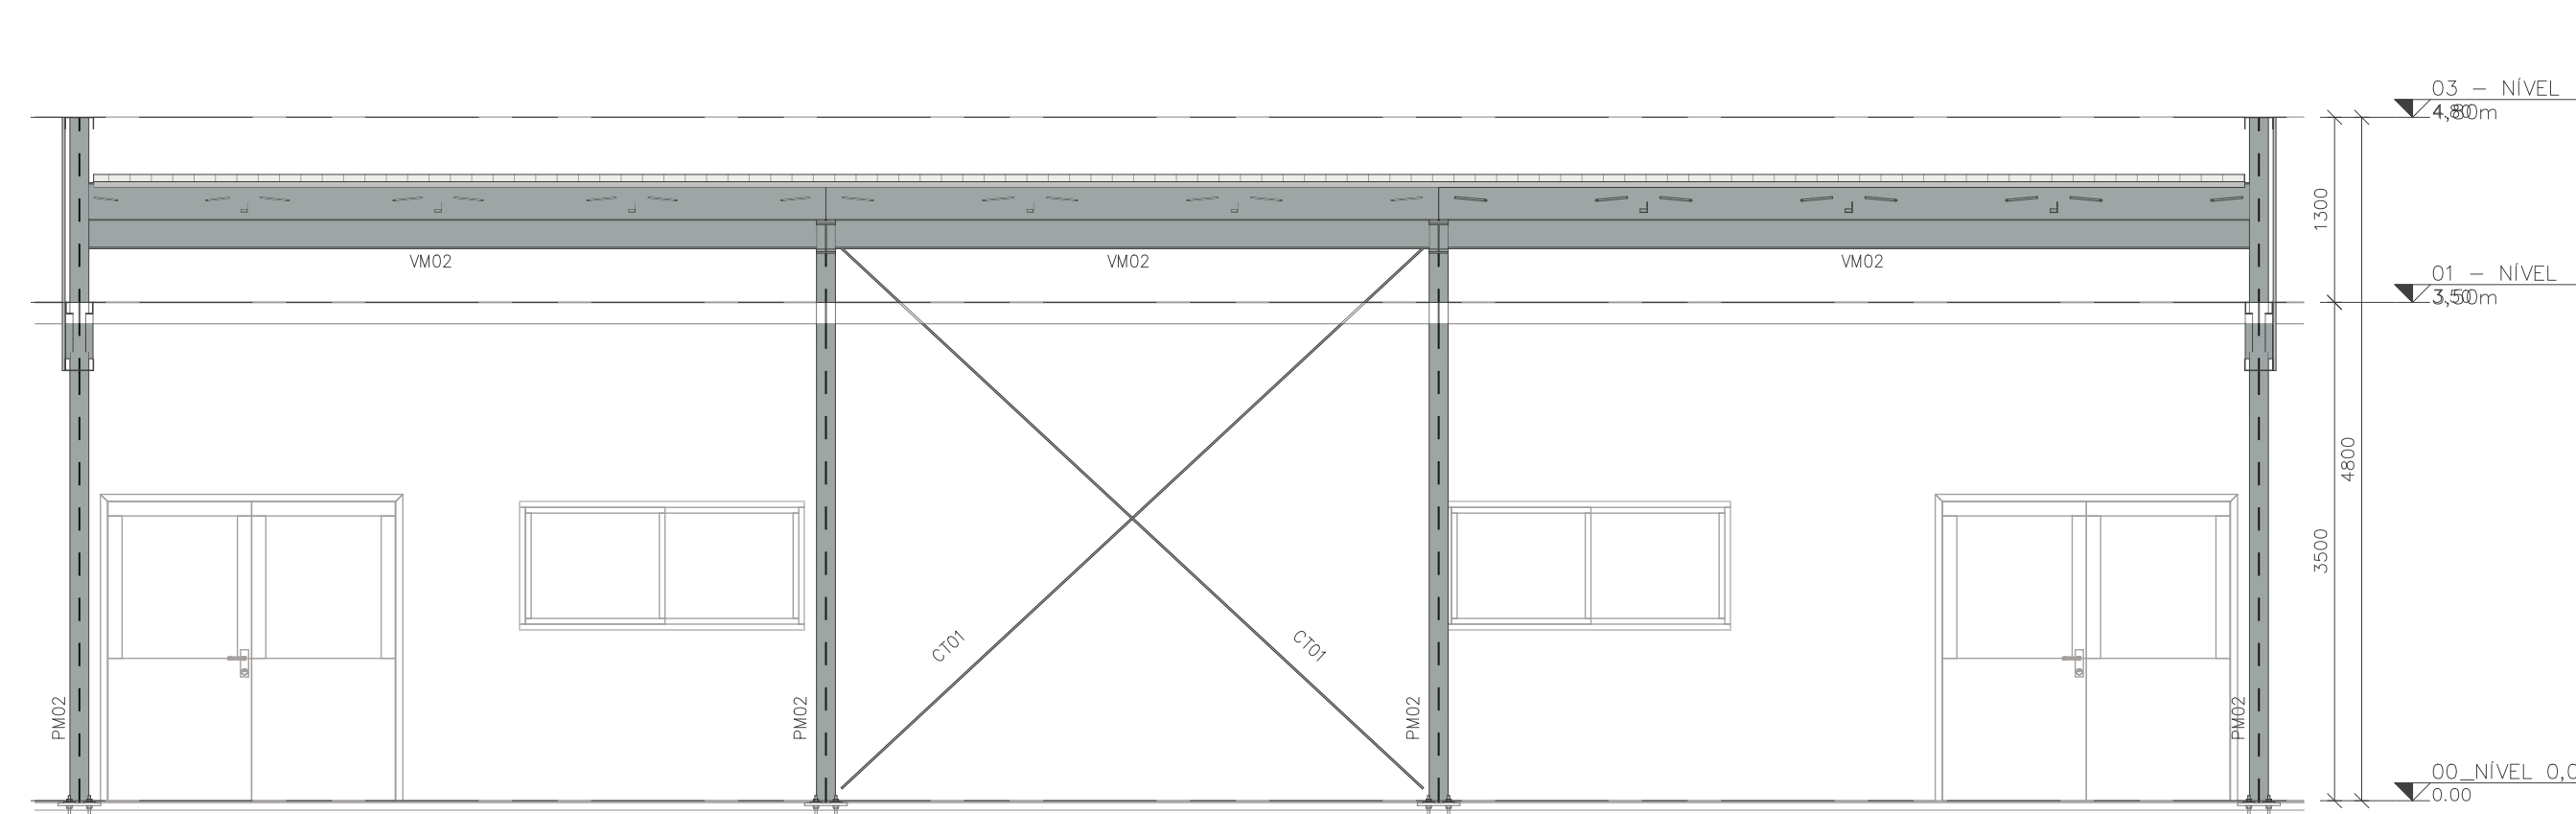 03 – NÍVEL
4,80m
1300
VM02
VM02
VM02
01 – NÍVEL
3,50m
4800
3500
CT01
CT01
PM02
PM02
PM02
PM02
00_NÍVEL 0,0
0.00